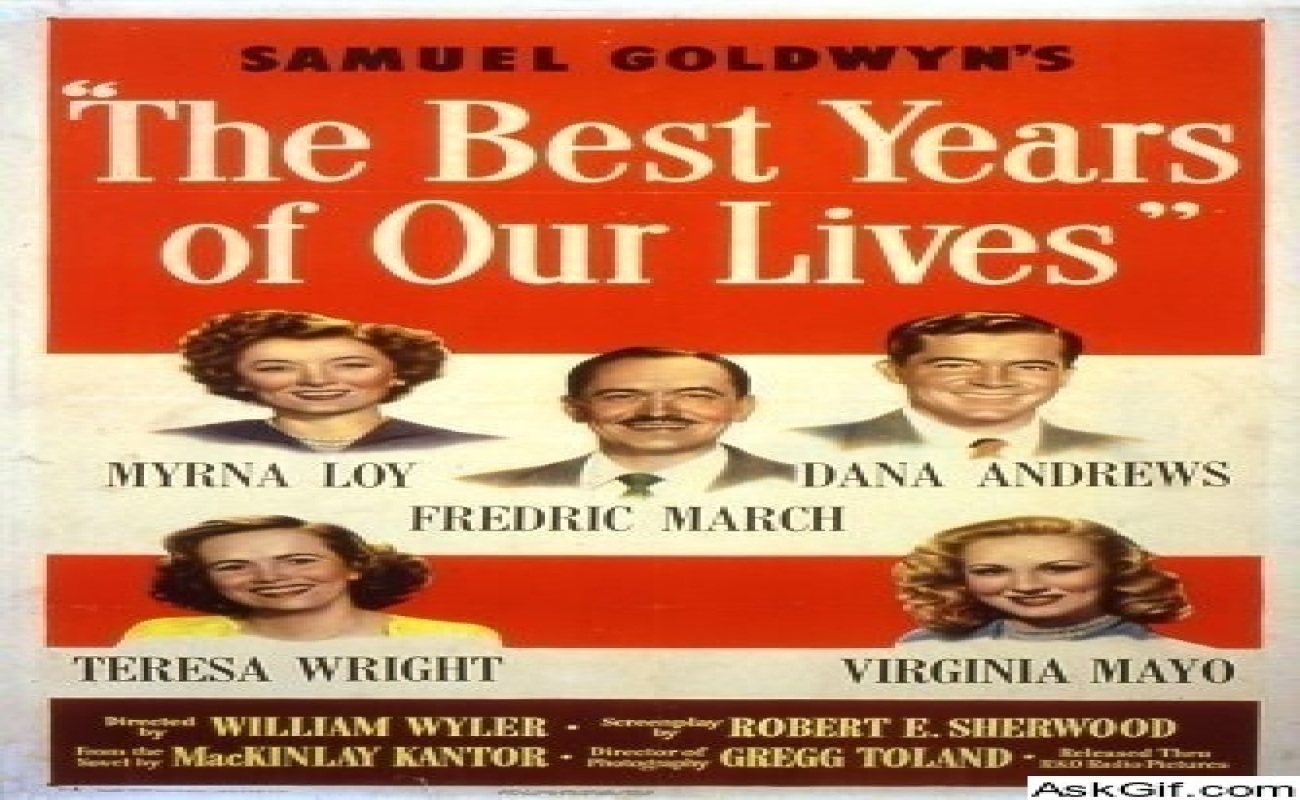 SAMUEL GOLDWYN'S
"The Best Years
of Our Lives"
MYRNA LOY
DANA ANDREWS
FREDRIC MARCH
TERESA WRIGHT
VIRGINIA MAYO
Directed by WILLIAM WYLER · Screenplay by ROBERT E. SHERWOOD
From the Novel by MacKINLAY KANTOR · Director of Photography GREGG TOLAND · Released Thru RKO Radio Pictures
AskGif.com